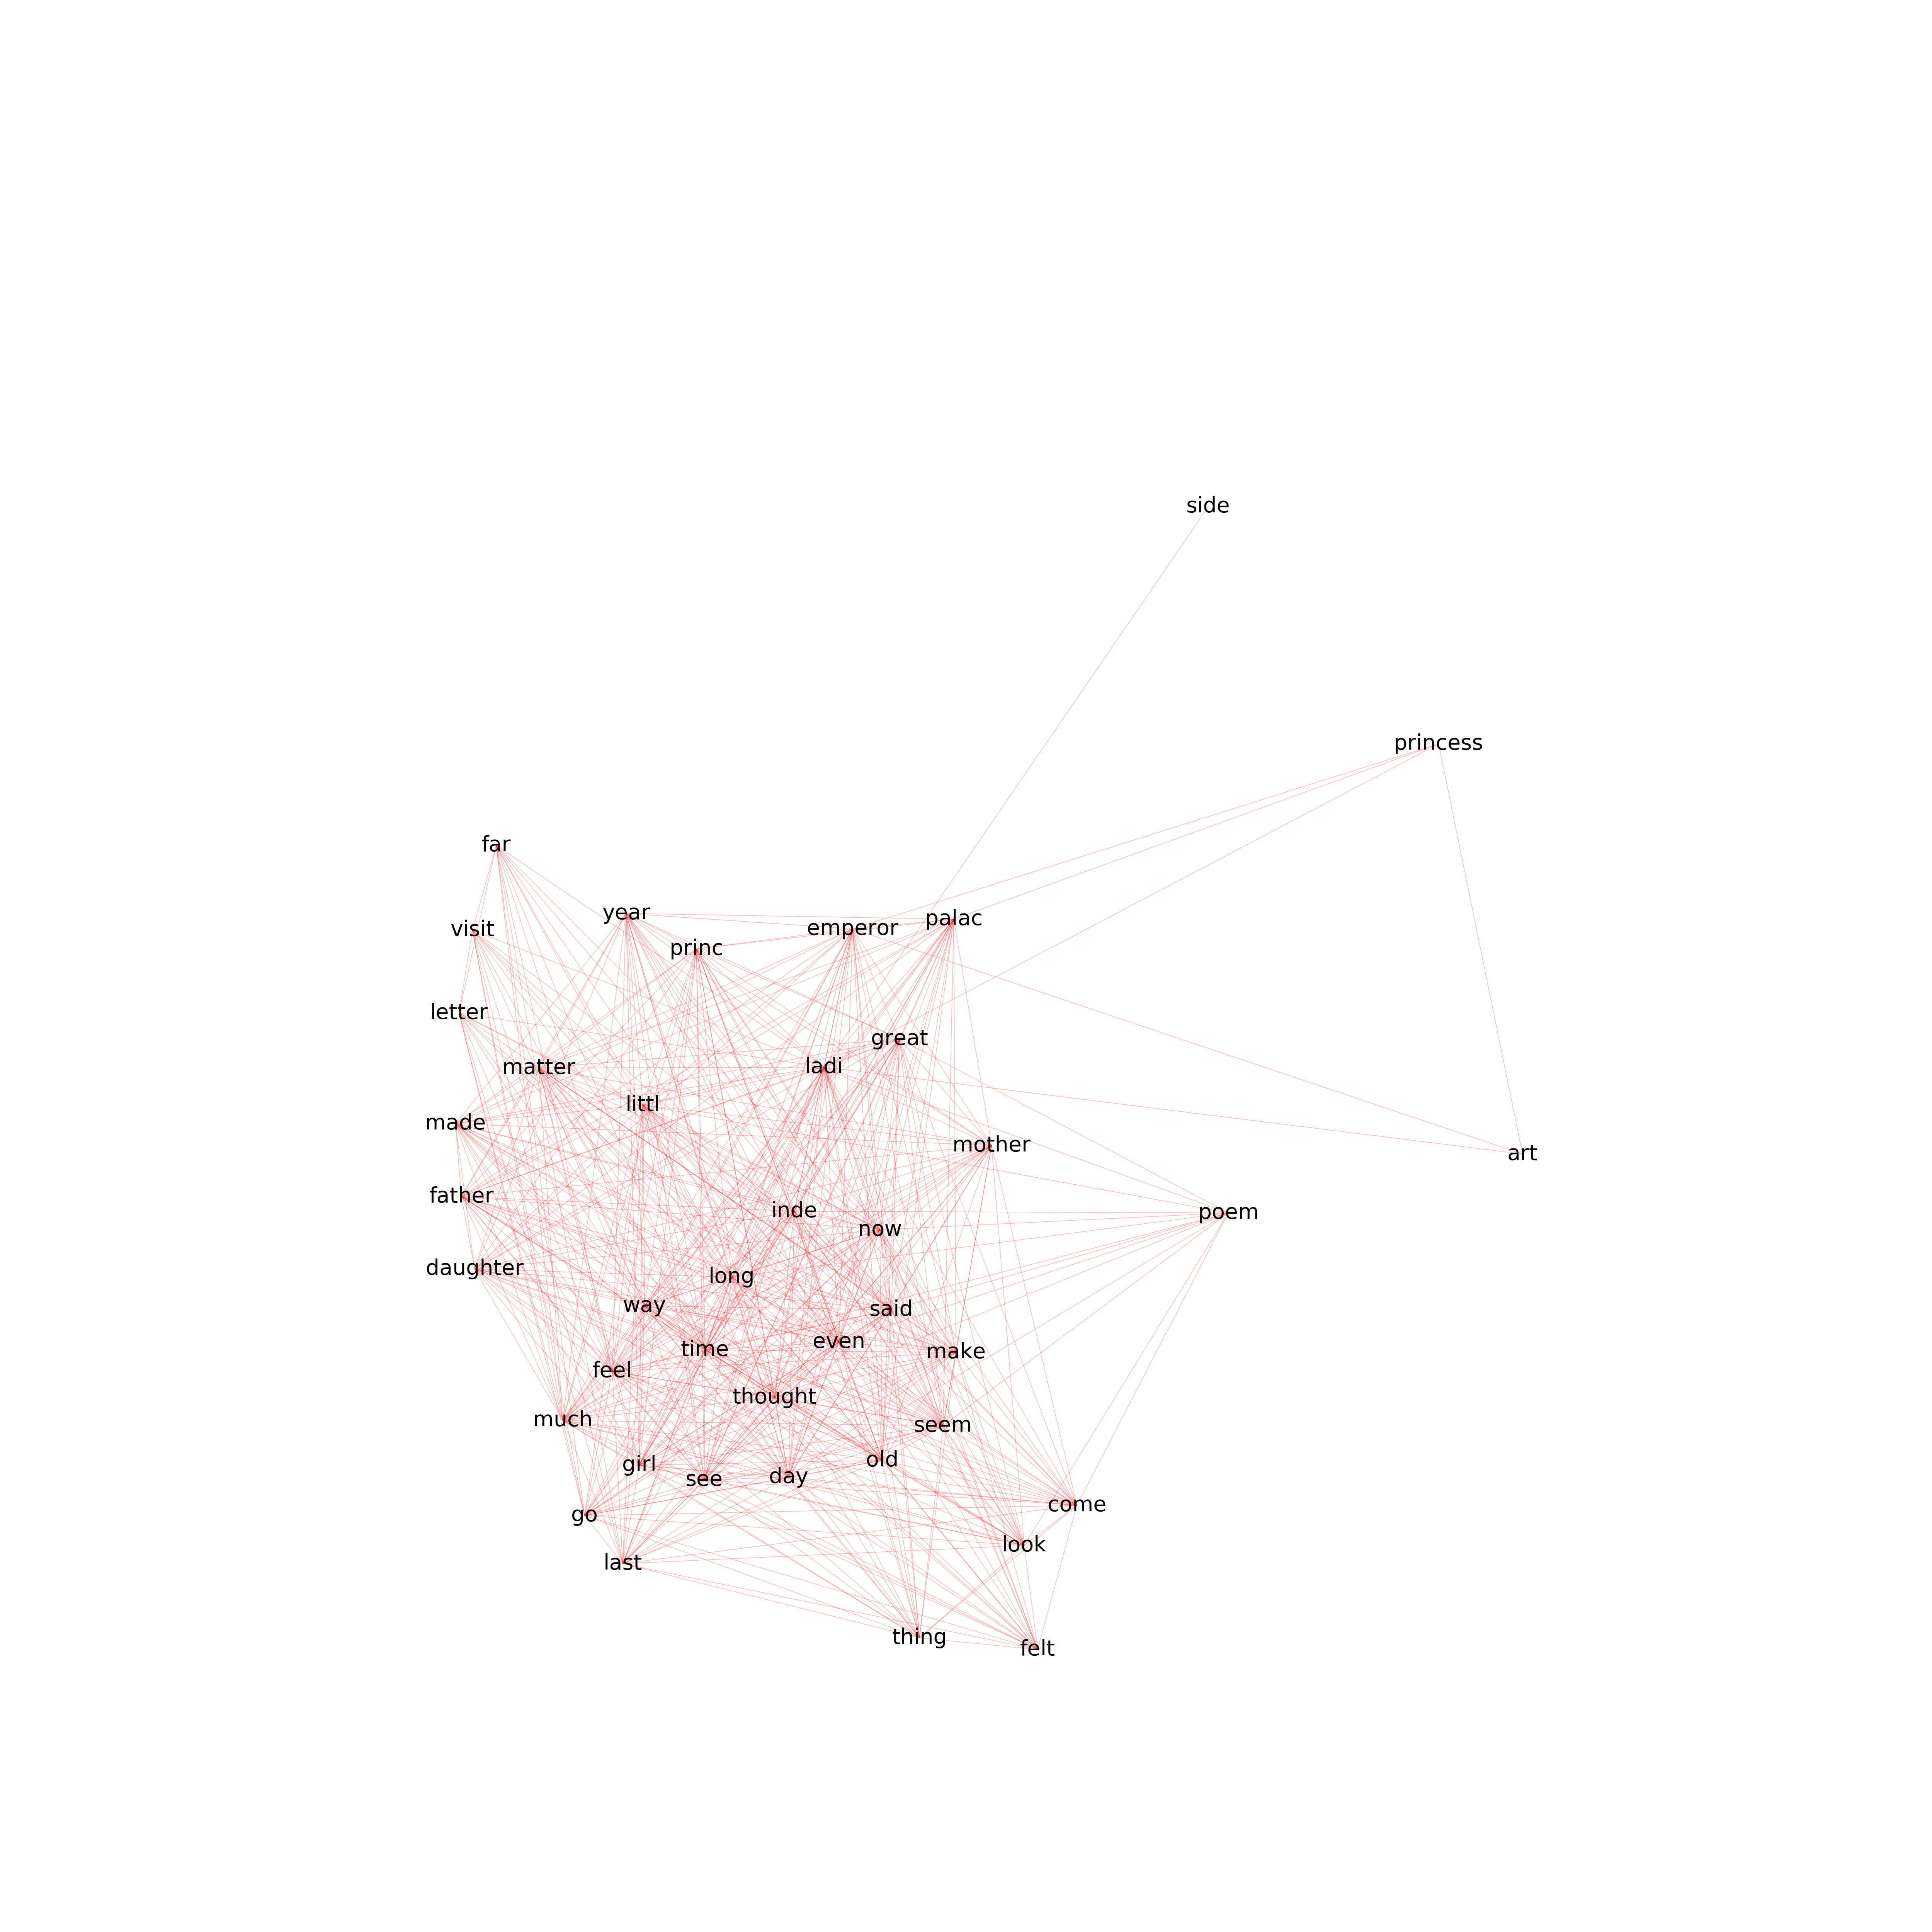 side
princess
far
year
visit
emperor
palac
princ
letter
great
matter
ladi
littl
made
mother
art
father
inde
poem
now
daughter
long
way
said
even
time
make
feel
thought
much
seem
old
girl
see
day
come
go
look
last
thing
felt